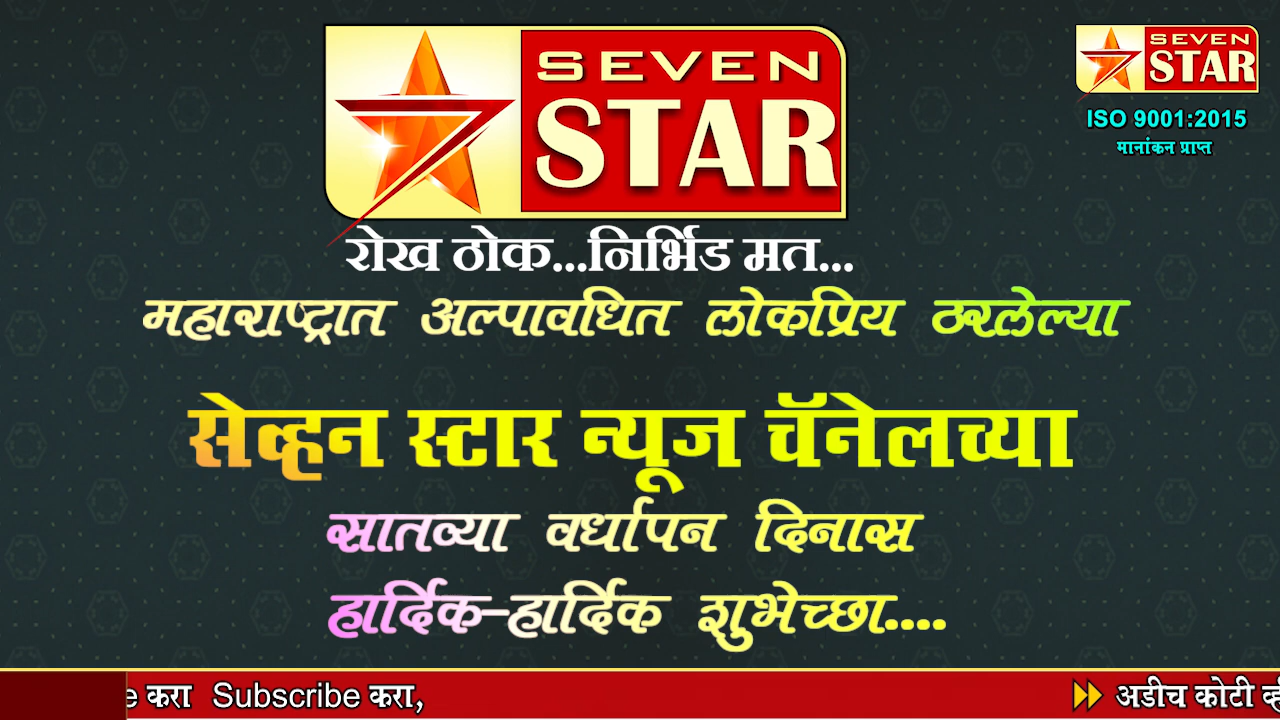 SEVEN
STAR
SEVEN
STAR
ISO 9001:2015
मानांकन प्राप्त
रोख ठोक...निर्भिड मत...
महाराष्ट्रात अल्पावधित लोकप्रिय ठरलेल्या
सेव्हन स्टार न्यूज चॅनेलच्या
सातव्या वर्धापन दिनास
हार्दिक-हार्दिक शुभेच्छा....
e करा Subscribe करा,
अडीच कोटी